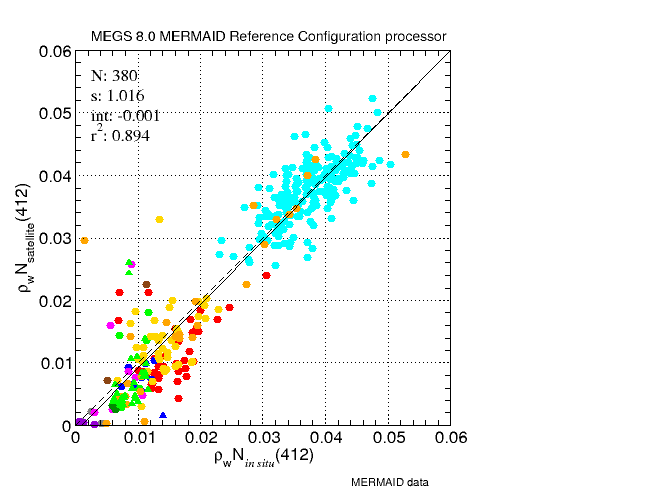 MEGS 8.0 MERMAID Reference Configuration processor
N: 380
s: 1.016
int: -0.001
r²: 0.894
0.06
0.05
0.04
0.03
0.02
0.01
0
ρwNsatellite(412)
0 0.01 0.02 0.03 0.04 0.05 0.06
ρwNin situ(412)
MERMAID data